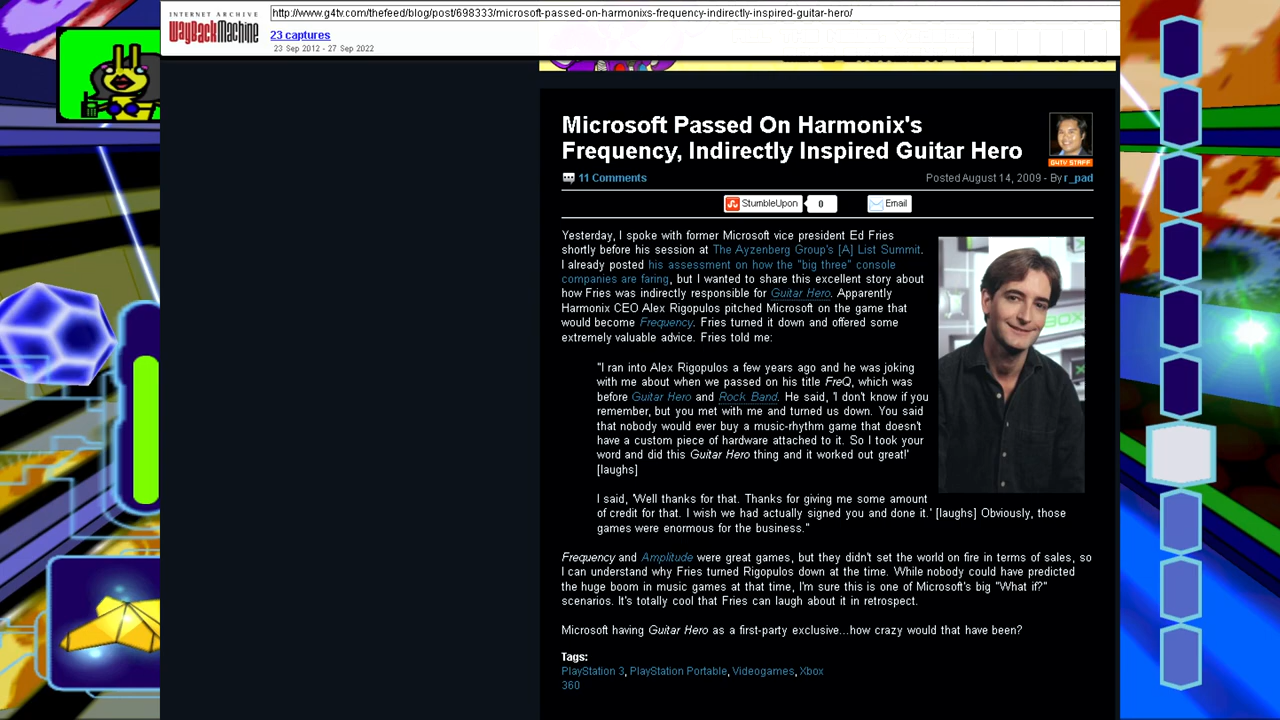 INTERNET ARCHIVE
WayBackMachine
http://www.g4tv.com/thefeed/blog/post/698333/microsoft-passed-on-harmonixs-frequency-indirectly-inspired-guitar-hero/
23 captures
23 Sep 2012 - 27 Sep 2022
Microsoft Passed On Harmonix's
Frequency, Indirectly Inspired Guitar Hero
G4TV STAFF
11 Comments
Posted August 14, 2009 - By r_pad
StumbleUpon 0 Email
Yesterday, I spoke with former Microsoft vice president Ed Fries
shortly before his session at The Ayzenberg Group's [A] List Summit.
I already posted his assessment on how the "big three" console
companies are faring, but I wanted to share this excellent story about
how Fries was indirectly responsible for Guitar Hero. Apparently
Harmonix CEO Alex Rigopulos pitched Microsoft on the game that
would become Frequency. Fries turned it down and offered some
extremely valuable advice. Fries told me:
"I ran into Alex Rigopulos a few years ago and he was joking
with me about when we passed on his title FreQ, which was
before Guitar Hero and Rock Band. He said, 'I don't know if you
remember, but you met with me and turned us down. You said
that nobody would ever buy a music-rhythm game that doesn't
have a custom piece of hardware attached to it. So I took your
word and did this Guitar Hero thing and it worked out great!'
[laughs]
I said, 'Well thanks for that. Thanks for giving me some amount
of credit for that. I wish we had actually signed you and done it.' [laughs] Obviously, those
games were enormous for the business."
Frequency and Amplitude were great games, but they didn't set the world on fire in terms of sales, so
I can understand why Fries turned Rigopulos down at the time. While nobody could have predicted
the huge boom in music games at that time, I'm sure this is one of Microsoft's big "What if?"
scenarios. It's totally cool that Fries can laugh about it in retrospect.
Microsoft having Guitar Hero as a first-party exclusive...how crazy would that have been?
Tags:
PlayStation 3, PlayStation Portable, Videogames, Xbox
360